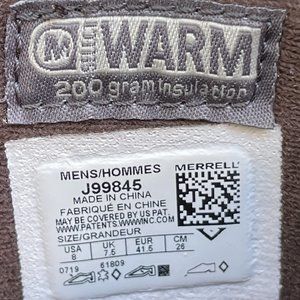 M
WARM
200 gram insulation
MENS/HOMMES
J99845
MERRELL
MADE IN CHINA
FABRIQUÉ EN CHINE
MAY BE COVERED BY US PAT.
WWW.PATENTS.WWWINC.COM
SIZE/GRANDEUR
USA UK EUR CM
8 7.5 41.5 26
0719 61809